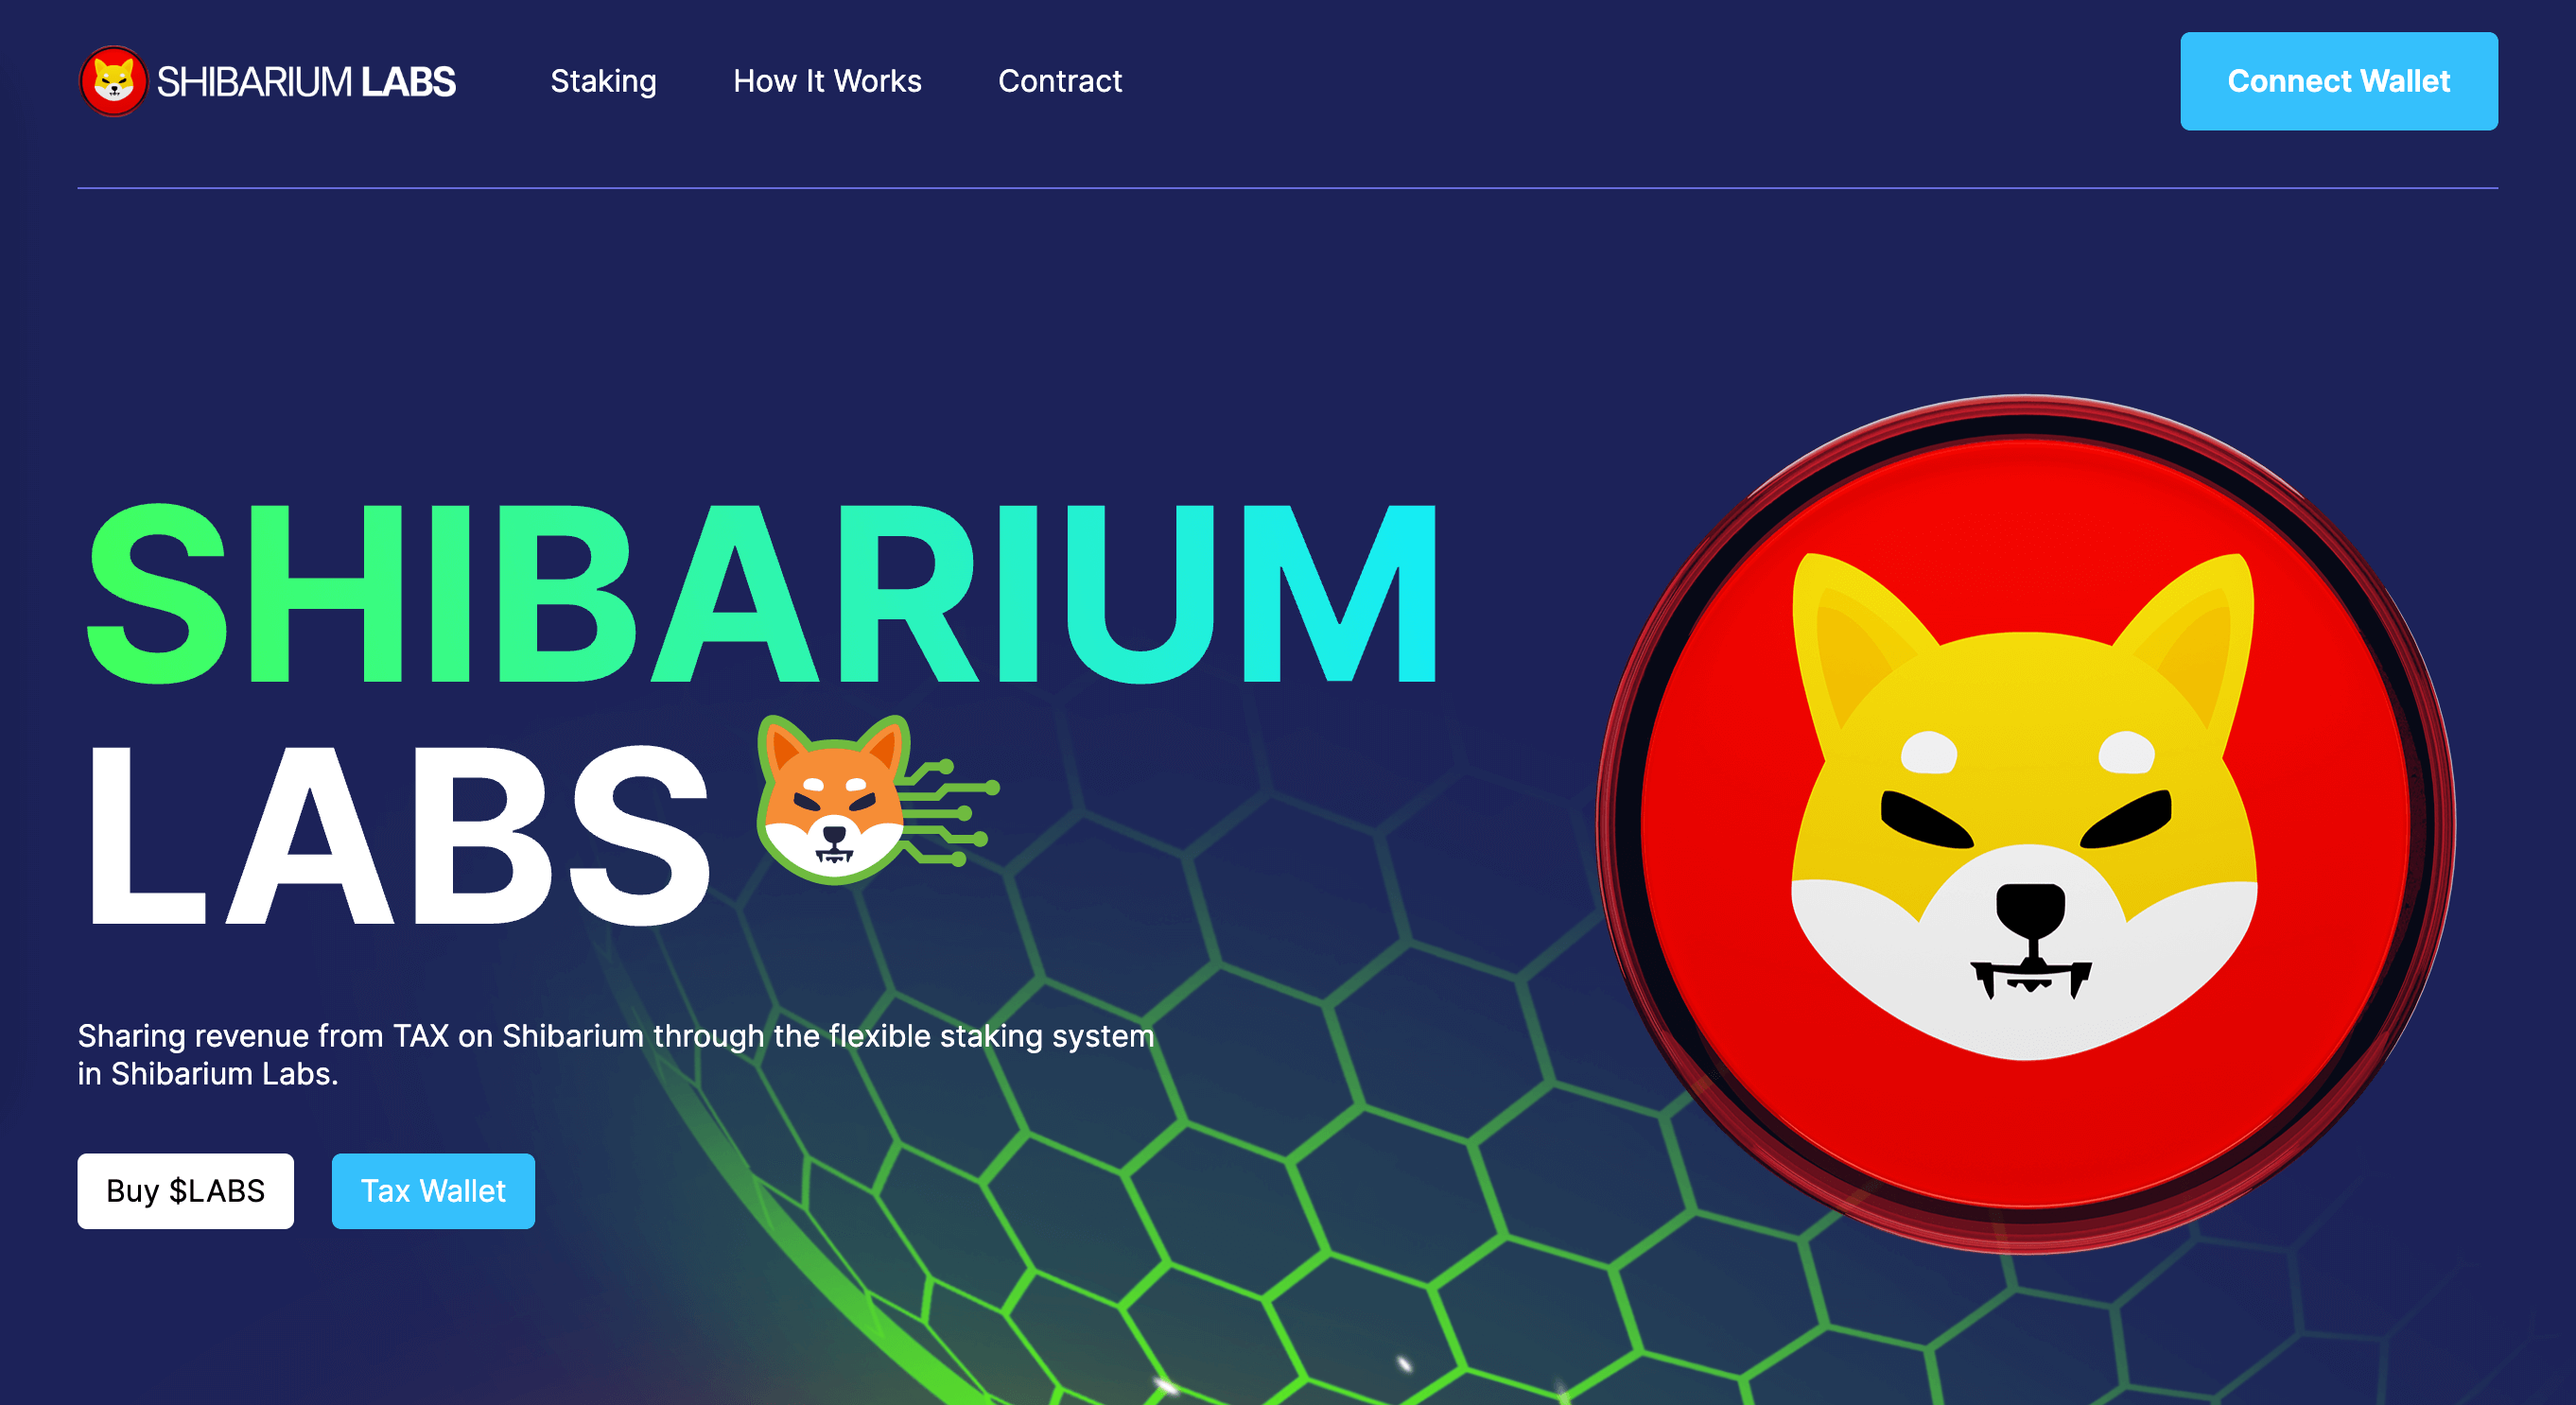 SHIBARIUM LABS
Staking
How It Works
Contract
Connect Wallet
SHIBARIUM
LABS
Sharing revenue from TAX on Shibarium through the flexible staking system
in Shibarium Labs.
Buy $LABS
Tax Wallet